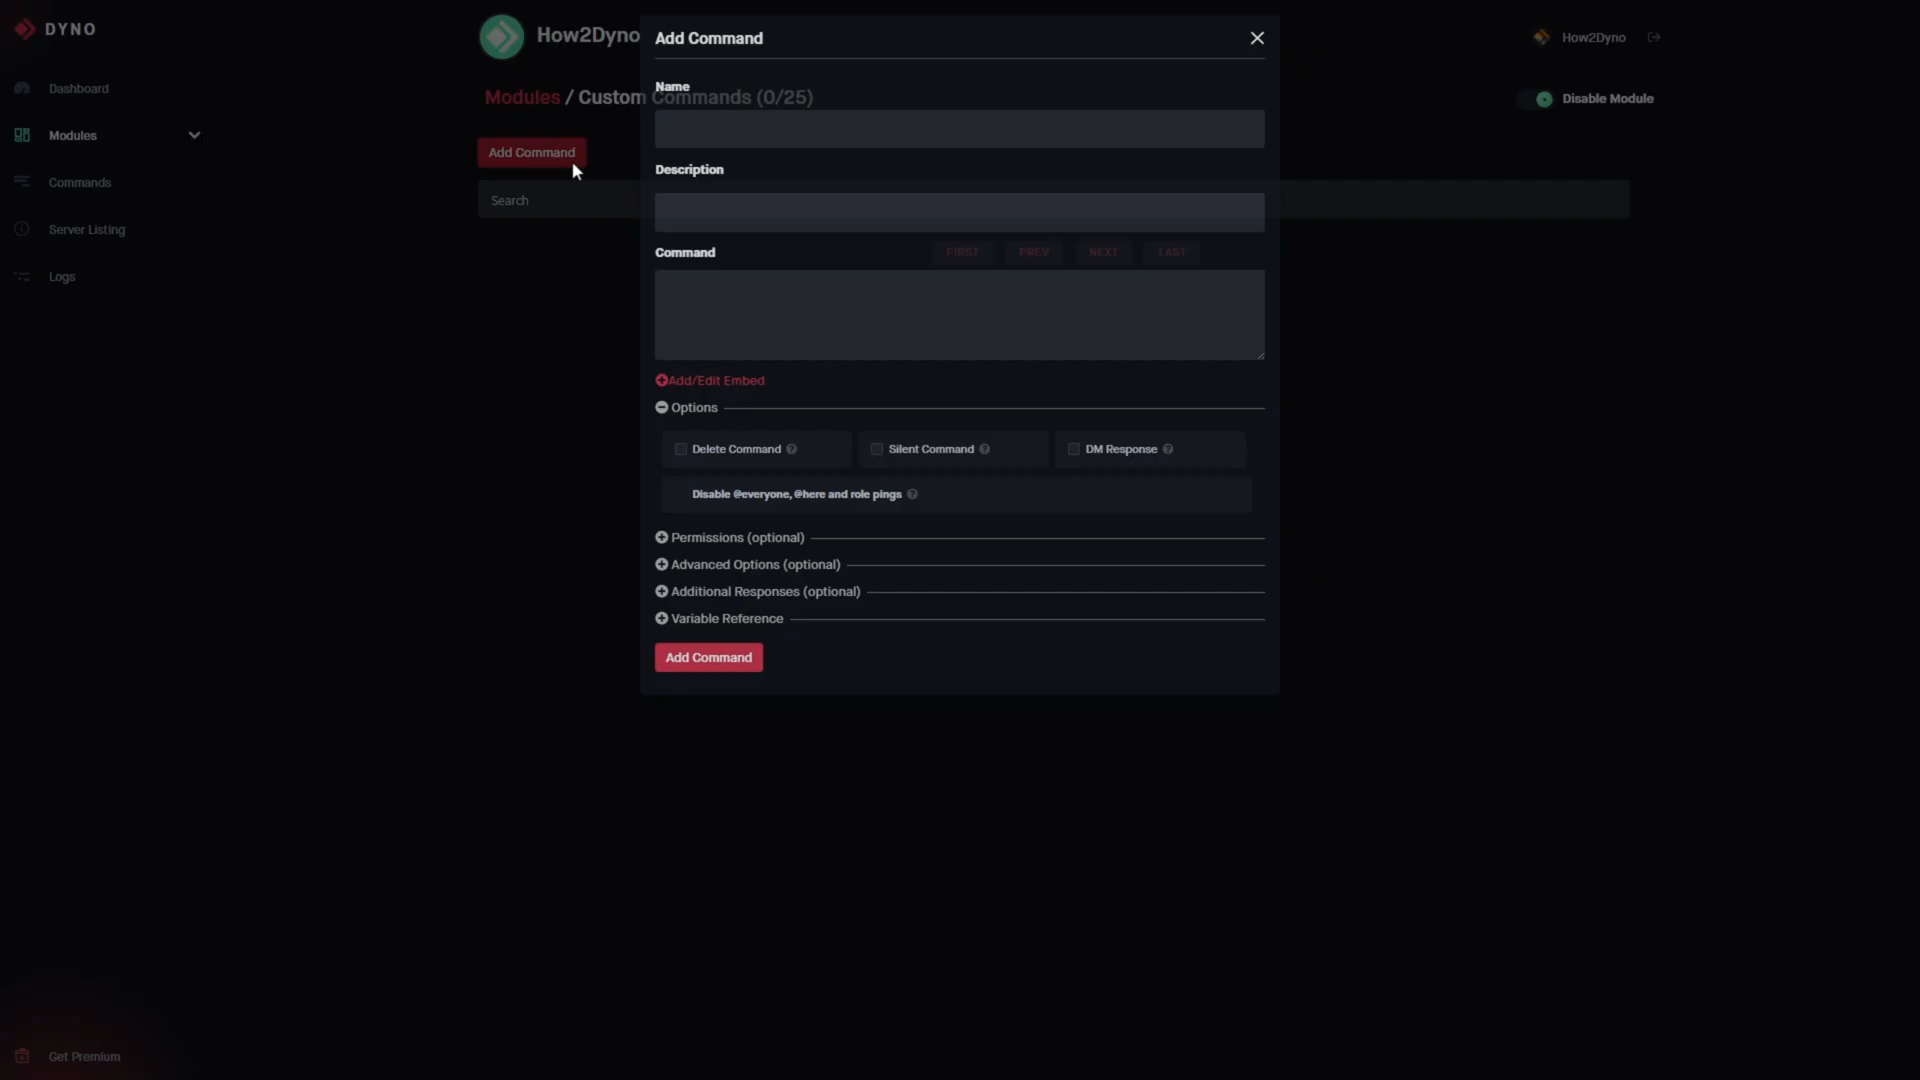 DYNO
Dashboard
Modules
Commands
Server Listing
Logs
Get Premium
How2Dyno
How2Dyno
Modules / Custom Commands (0/25)
Disable Module
Add Command
Search
FIRST PREV NEXT LAST
Add Command
Name
Description
Command
Add/Edit Embed
Options
Delete Command
Silent Command
DM Response
Disable @everyone, @here and role pings
Permissions (optional)
Advanced Options (optional)
Additional Responses (optional)
Variable Reference
Add Command